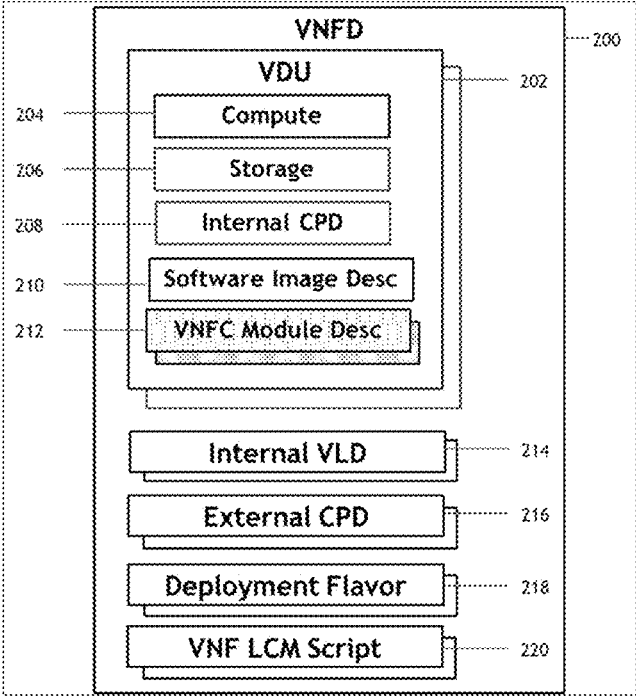 VNFD
200
VDU
202
204
Compute
206
Storage
208
Internal CPD
210
Software Image Desc
212
VNFC Module Desc
Internal VLD
214
External CPD
216
Deployment Flavor
218
VNF LCM Script
220